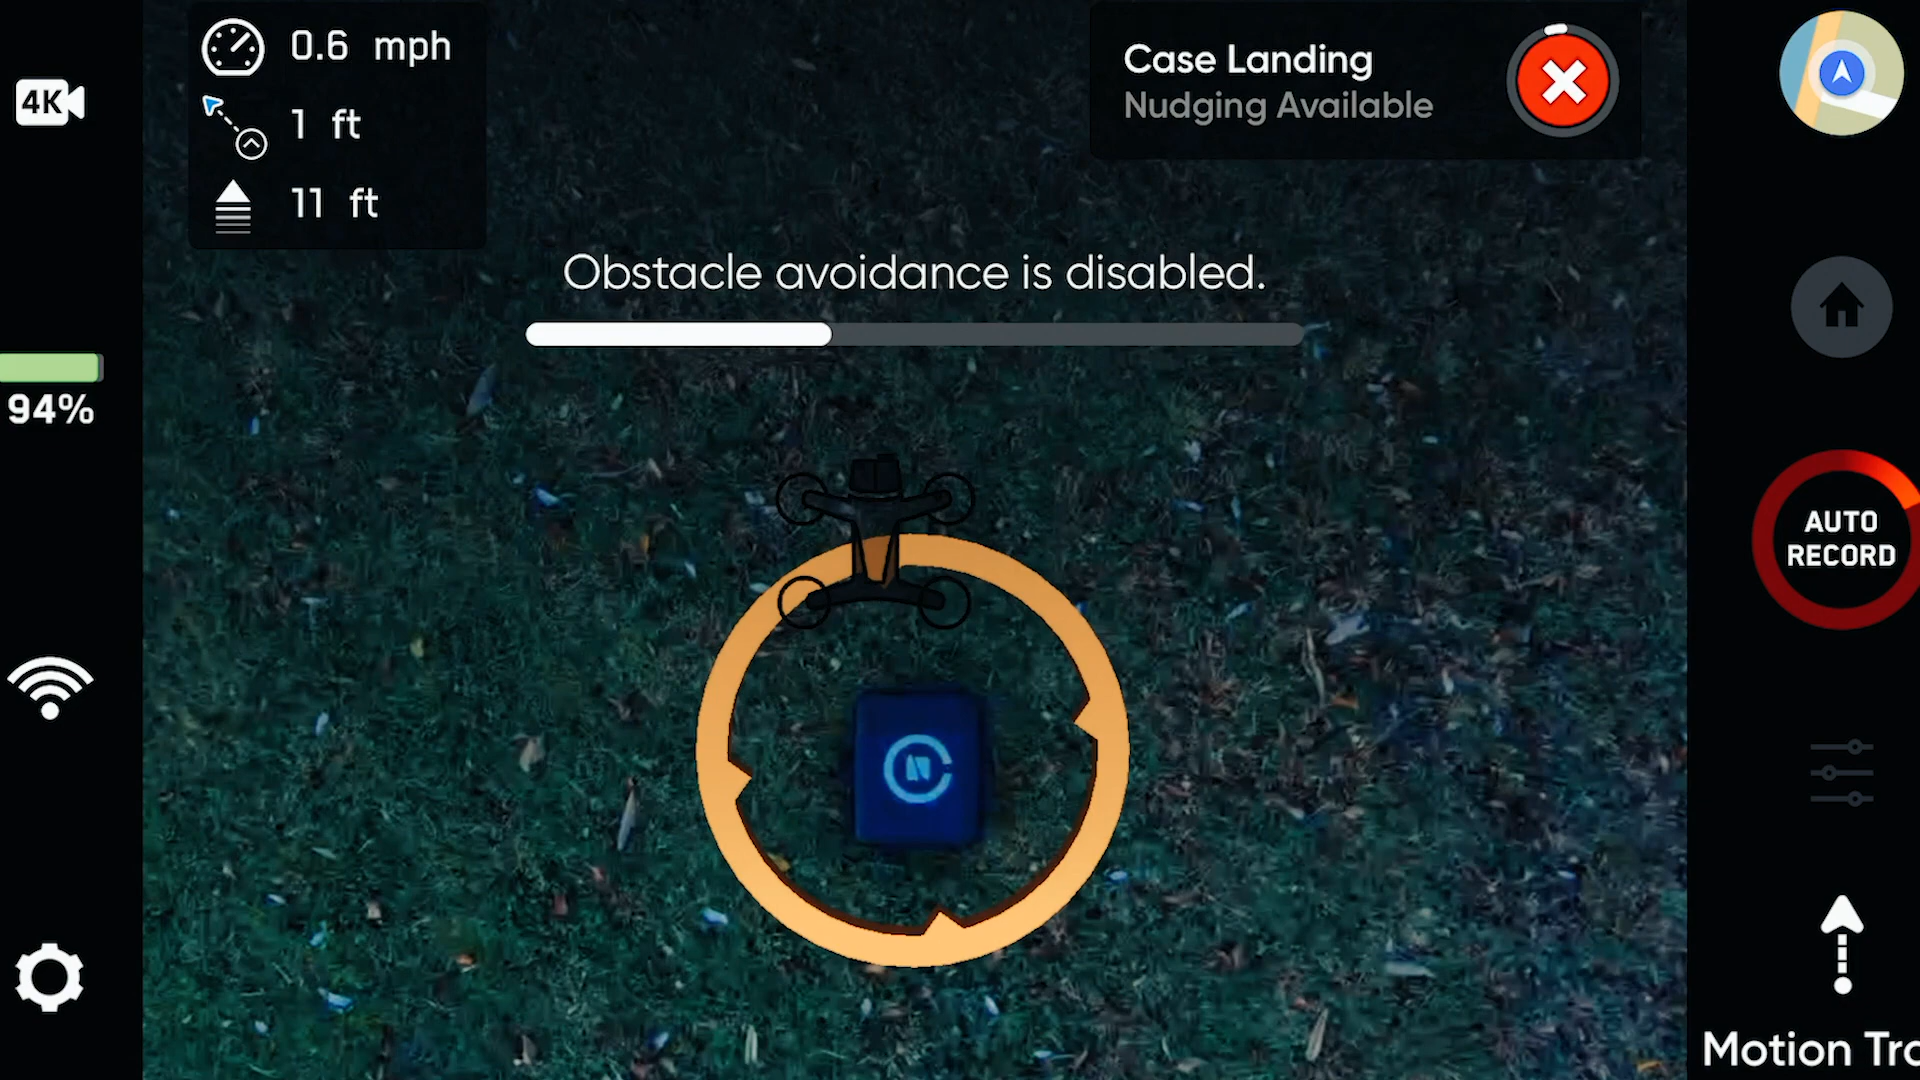 4K
0.6 mph
1 ft
11 ft
Case Landing
Nudging Available
Obstacle avoidance is disabled.
94%
AUTO
RECORD
Motion Tra